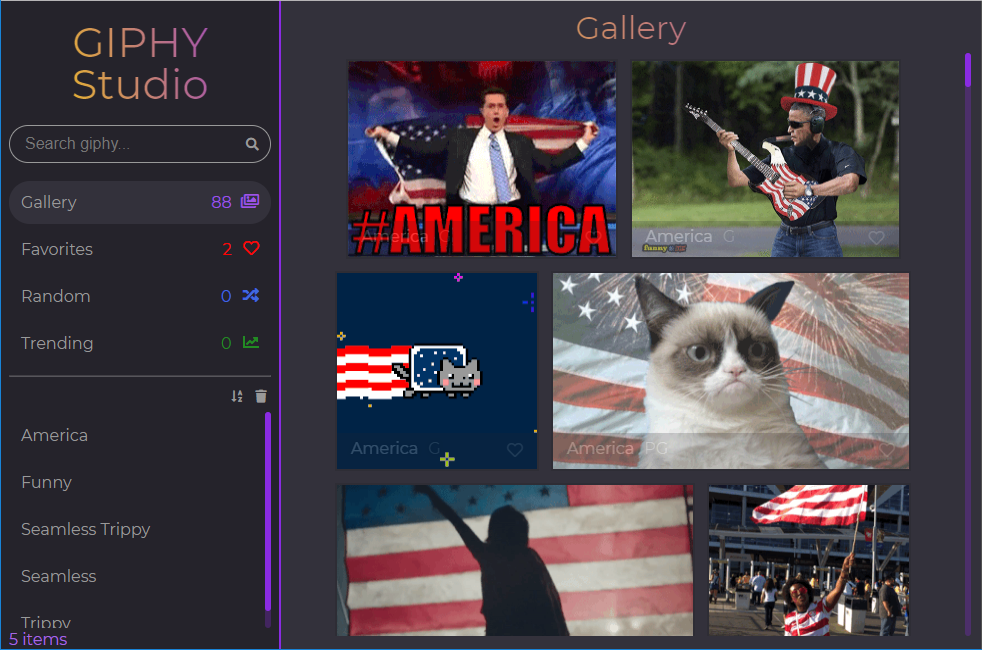 GIPHY
Studio
Search giphy...
Gallery 88
Favorites 2
Random 0
Trending 0
America
Funny
Seamless Trippy
Seamless
Trippy
5 items
Gallery
#AMERICA
America G
America G
America G
America PG